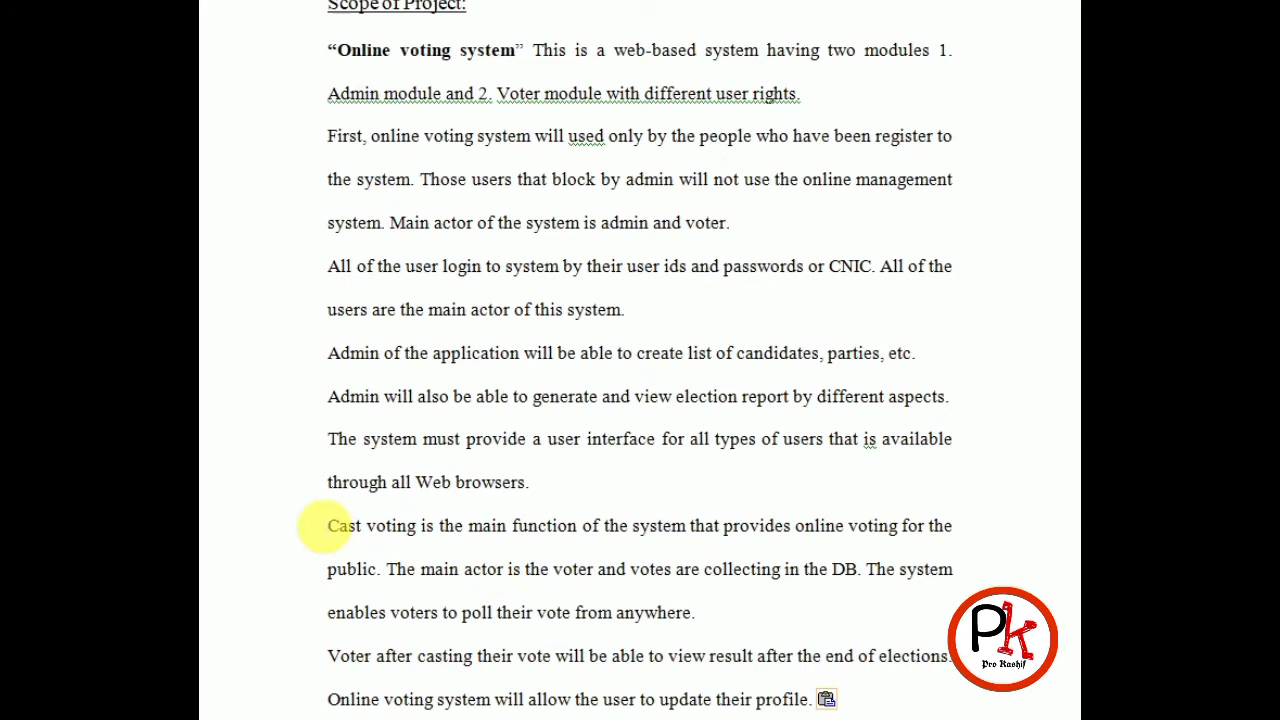 Scope of Project:
“Online voting system” This is a web-based system having two modules 1.
Admin module and 2. Voter module with different user rights.
First, online voting system will used only by the people who have been register to
the system. Those users that block by admin will not use the online management
system. Main actor of the system is admin and voter.
All of the user login to system by their user ids and passwords or CNIC. All of the
users are the main actor of this system.
Admin of the application will be able to create list of candidates, parties, etc.
Admin will also be able to generate and view election report by different aspects.
The system must provide a user interface for all types of users that is available
through all Web browsers.
Cast voting is the main function of the system that provides online voting for the
public. The main actor is the voter and votes are collecting in the DB. The system
enables voters to poll their vote from anywhere.
Voter after casting their vote will be able to view result after the end of elections.
Online voting system will allow the user to update their profile.
Pk
Pro Kashif